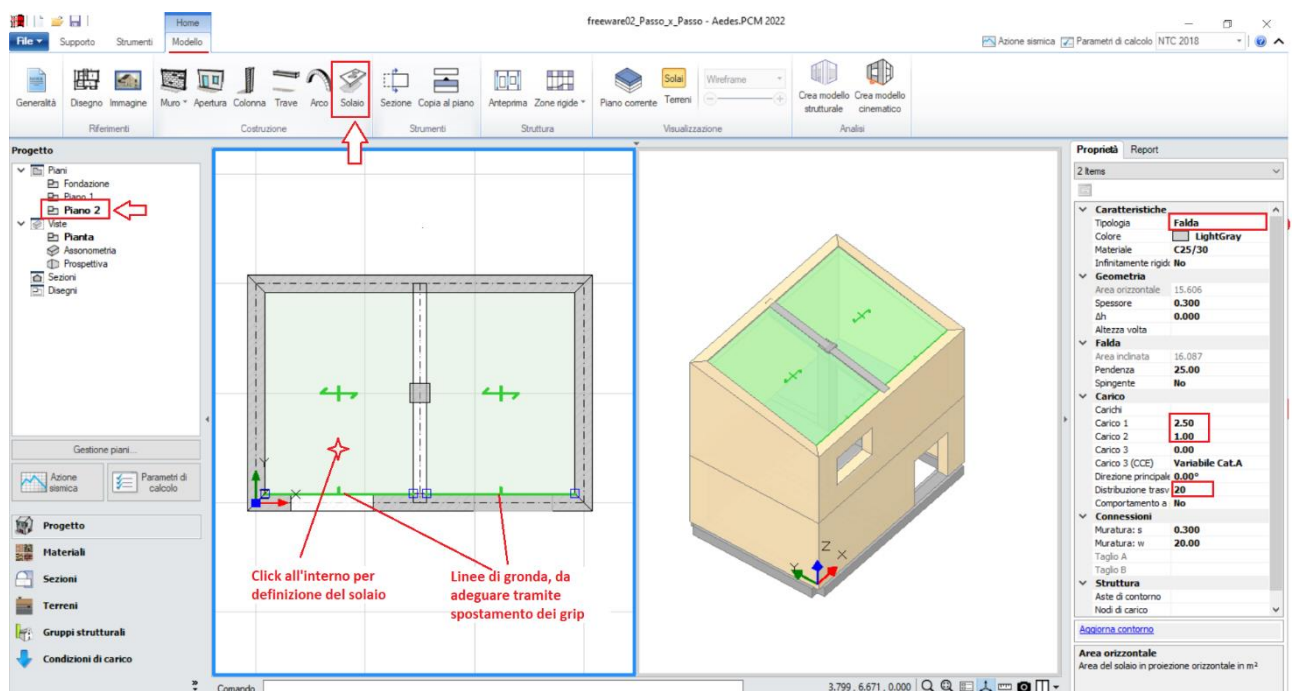 freeware02_Passo_x_Passo - Aedes.PCM 2022
Home
File Supporto Strumenti Modello
Azione sismica Parametri di calcolo NTC 2018
Generalità Disegno Immagine Muro Apertura Colonna Trave Arco Solaio Sezione Copia al piano Anteprima Zone rigide Piano corrente Solai Terreni Wireframe Crea modello strutturale Crea modello cinematico
Riferimenti Costruzione Strumenti Struttura Visualizzazione Analisi
Progetto
Piani
Fondazione
Piano 1
Piano 2
Viste
Pianta
Assonometria
Prospettiva
Sezioni
Disegni
Gestione piani...
Azione sismica
Parametri di calcolo
Progetto
Materiali
Sezioni
Terreni
Gruppi strutturali
Condizioni di carico
Y
X
Click all'interno per
definizione del solaio
Linee di gronda, da
adeguare tramite
spostamento dei grip
Z
X
Y
Comando
3.799 , 6.671 , 0.000
Proprietà Report
2 Items
Caratteristiche
Tipologia Falda
Colore LightGray
Materiale C25/30
Infinitamente rigido No
Geometria
Area orizzontale 15.606
Spessore 0.300
Δh 0.000
Altezza volta
Falda
Area inclinata 16.087
Pendenza 25.00
Spingente No
Carico
Carichi
Carico 1 2.50
Carico 2 1.00
Carico 3 0.00
Carico 3 (CCE) Variabile Cat.A
Direzione principale 0.00°
Distribuzione trasv 20
Comportamento a No
Connessioni
Muratura: s 0.300
Muratura: w 20.00
Taglio A
Taglio B
Struttura
Aste di contorno
Nodi di carico
Aggiorna contorno
Area orizzontale
Area del solaio in proiezione orizzontale in m²